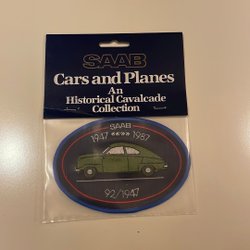 SAAB
Cars and Planes
An
Historical Cavalcade
Collection
SAAB
1947 «»» 1987
92/1947